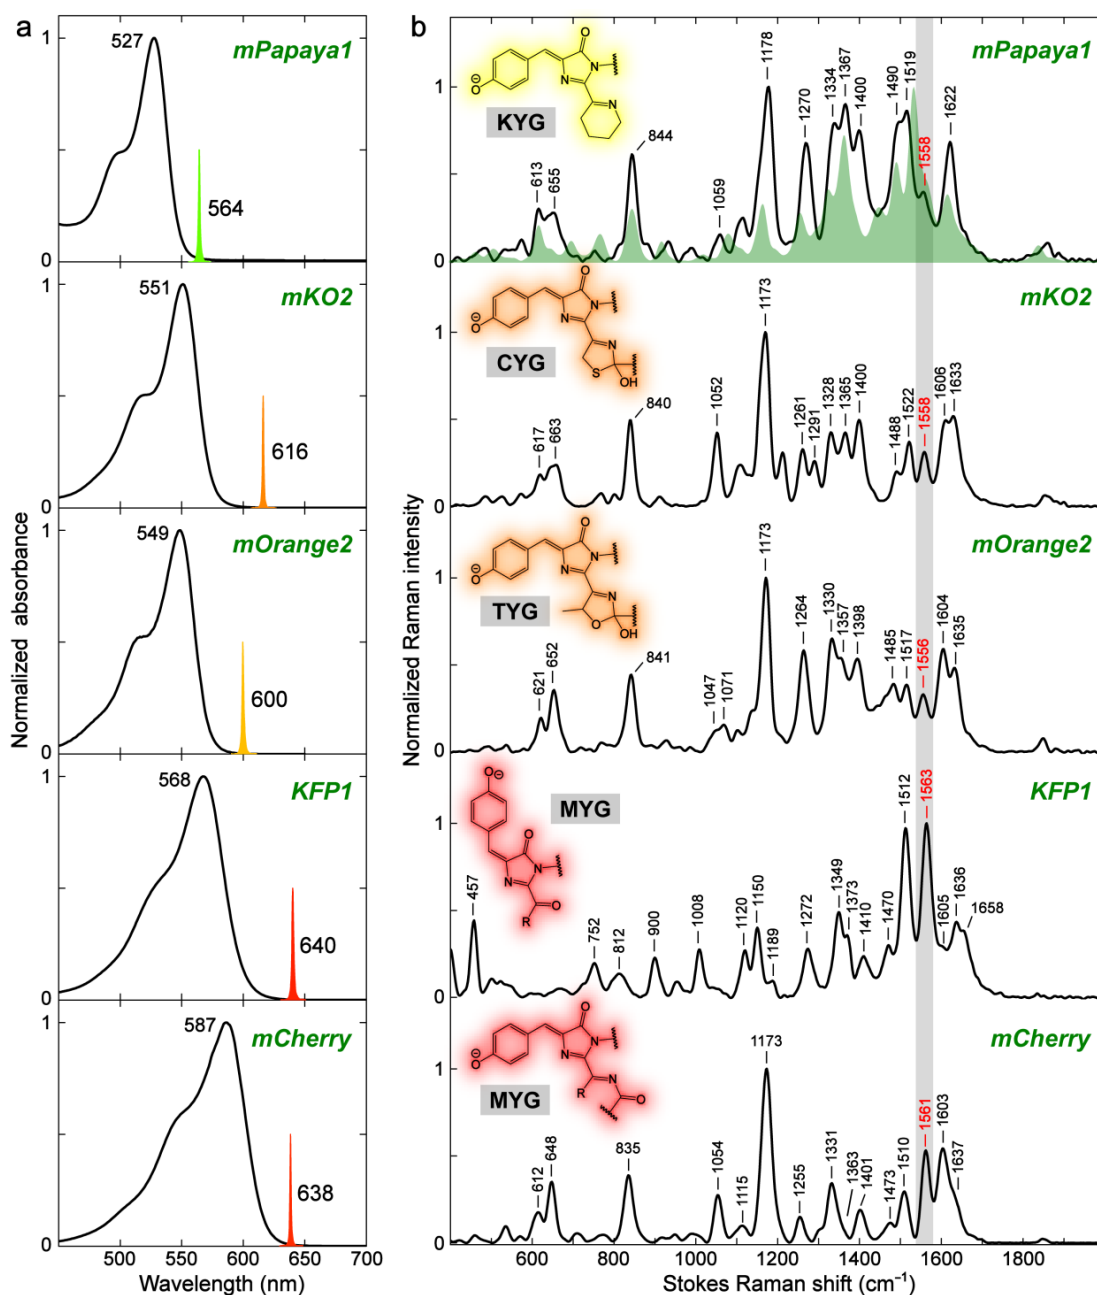 a
1
527
mPapaya1
564
0
1
551
mKO2
616
0
1
549
mOrange2
600
0
1
568
KFP1
640
0
1
587
mCherry
638
0
500
550
600
650
700
Wavelength (nm)
Normalized absorbance
b
1
0
KYG
O⊖
O
N
N
N
mPapaya1
613
655
844
1059
1178
1270
1334
1367
1400
1490
1519
1558
1622
1
0
CYG
O⊖
O
N
N
N
S
OH
mKO2
617
663
840
1052
1173
1261
1291
1328
1365
1400
1488
1522
1558
1606
1633
1
0
TYG
O⊖
O
N
N
N
O
OH
mOrange2
621
652
841
1047
1071
1173
1264
1330
1357
1398
1485
1517
1556
1604
1635
1
0
MYG
O⊖
O
N
N
O
R
KFP1
457
752
812
900
1008
1120
1150
1189
1272
1349
1373
1410
1470
1512
1563
1605
1636
1658
1
0
MYG
O⊖
O
N
N
N
R
O
mCherry
612
648
835
1054
1115
1173
1255
1331
1363
1401
1473
1510
1561
1603
1637
600
800
1000
1200
1400
1600
1800
Stokes Raman shift (cm⁻¹)
Normalized Raman intensity